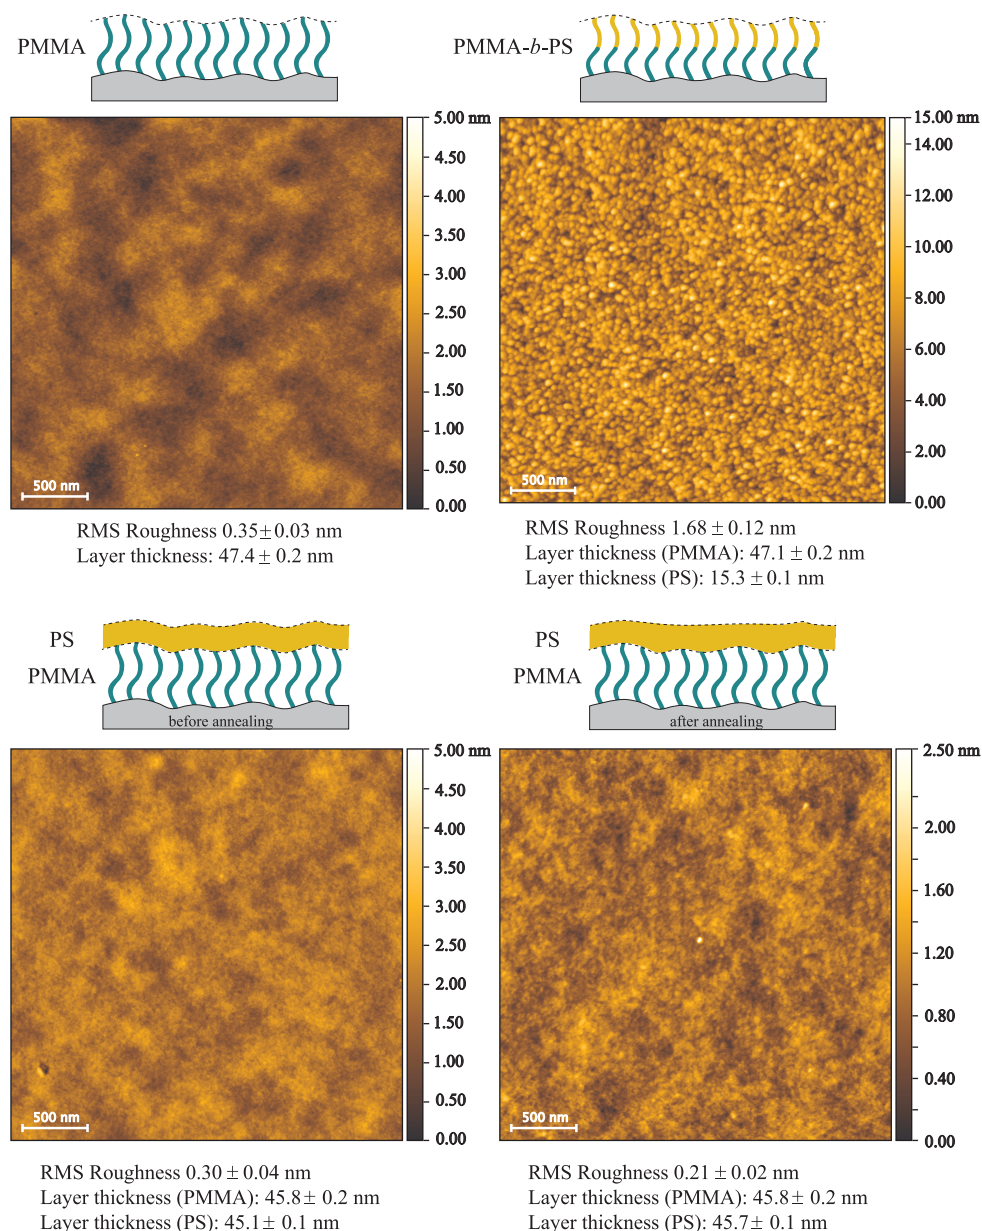 PMMA
PMMA-b-PS
5.00 nm
4.50
4.00
3.50
3.00
2.50
2.00
1.50
1.00
0.50
0.00
500 nm
15.00 nm
14.00
12.00
10.00
8.00
6.00
4.00
2.00
0.00
500 nm
RMS Roughness 0.35 ± 0.03 nm
Layer thickness: 47.4 ± 0.2 nm
RMS Roughness 1.68 ± 0.12 nm
Layer thickness (PMMA): 47.1 ± 0.2 nm
Layer thickness (PS): 15.3 ± 0.1 nm
PS
PMMA
before annealing
PS
PMMA
after annealing
5.00 nm
4.50
4.00
3.50
3.00
2.50
2.00
1.50
1.00
0.50
0.00
500 nm
2.50 nm
2.00
1.60
1.20
0.80
0.40
0.00
500 nm
RMS Roughness 0.30 ± 0.04 nm
Layer thickness (PMMA): 45.8 ± 0.2 nm
Layer thickness (PS): 45.1 ± 0.1 nm
RMS Roughness 0.21 ± 0.02 nm
Layer thickness (PMMA): 45.8 ± 0.2 nm
Layer thickness (PS): 45.7 ± 0.1 nm